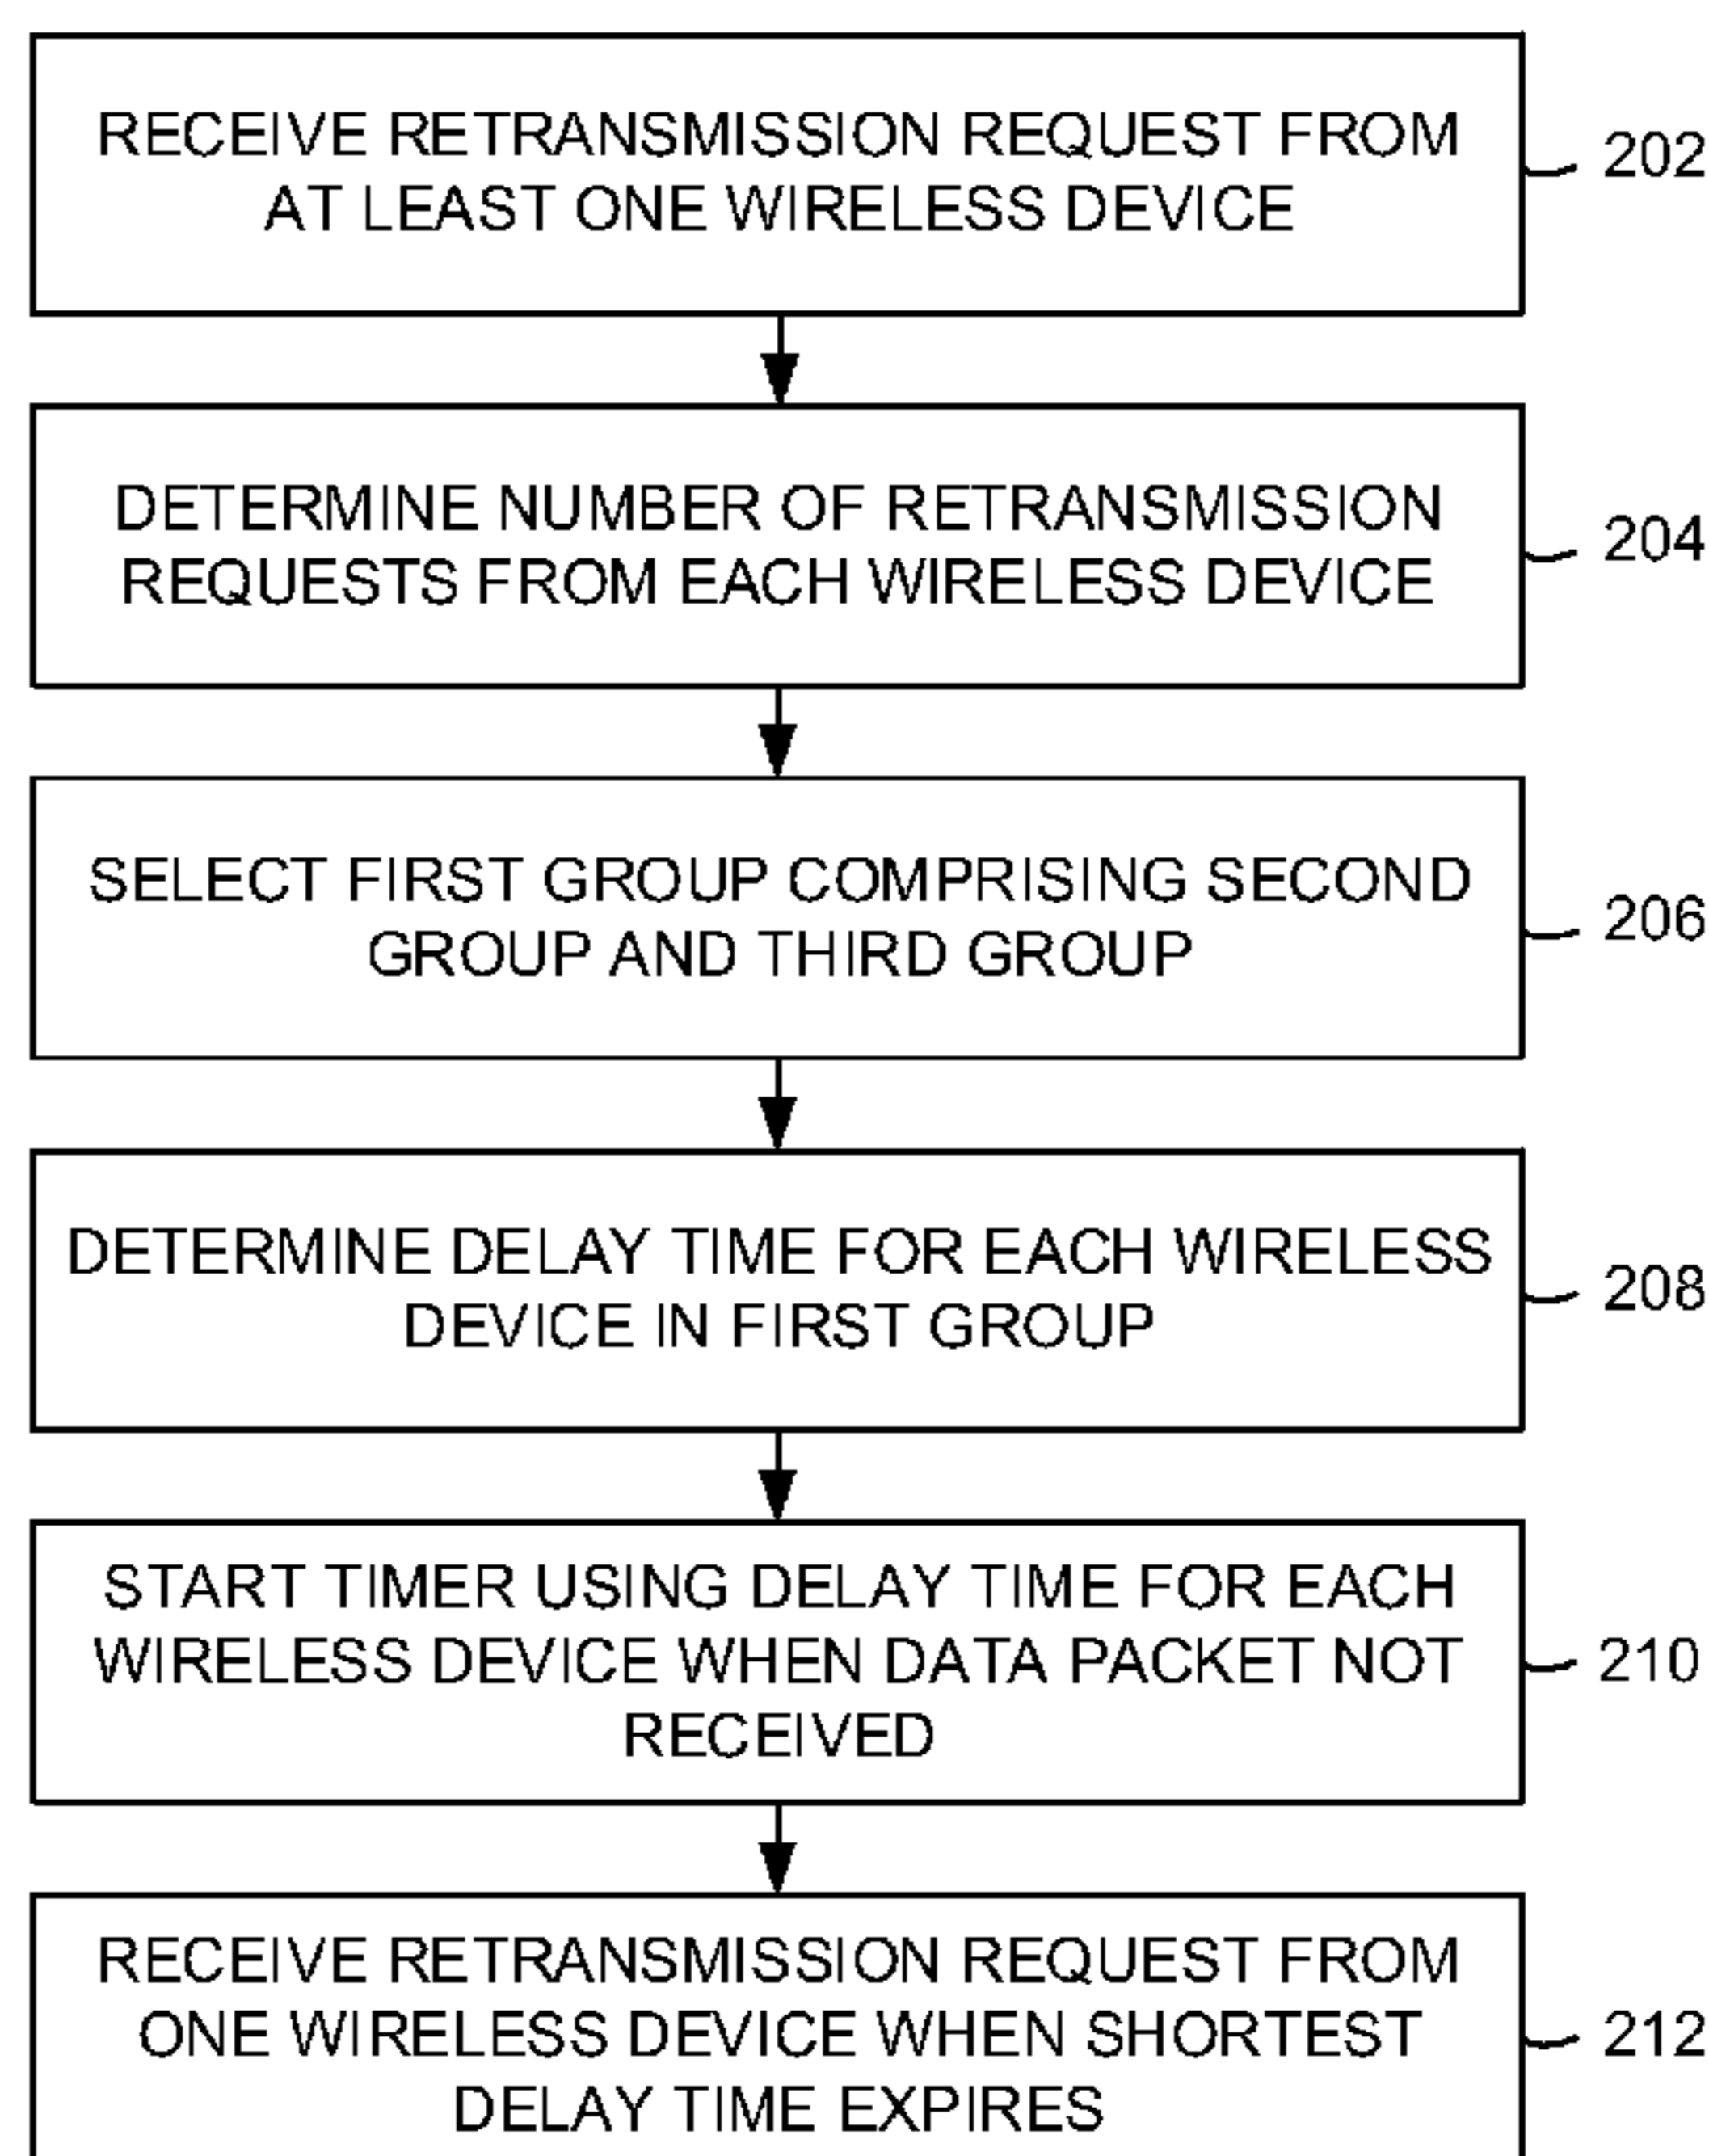 RECEIVE RETRANSMISSION REQUEST FROM
AT LEAST ONE WIRELESS DEVICE
202
DETERMINE NUMBER OF RETRANSMISSION
REQUESTS FROM EACH WIRELESS DEVICE
204
SELECT FIRST GROUP COMPRISING SECOND
GROUP AND THIRD GROUP
206
DETERMINE DELAY TIME FOR EACH WIRELESS
DEVICE IN FIRST GROUP
208
START TIMER USING DELAY TIME FOR EACH
WIRELESS DEVICE WHEN DATA PACKET NOT
RECEIVED
210
RECEIVE RETRANSMISSION REQUEST FROM
ONE WIRELESS DEVICE WHEN SHORTEST
DELAY TIME EXPIRES
212